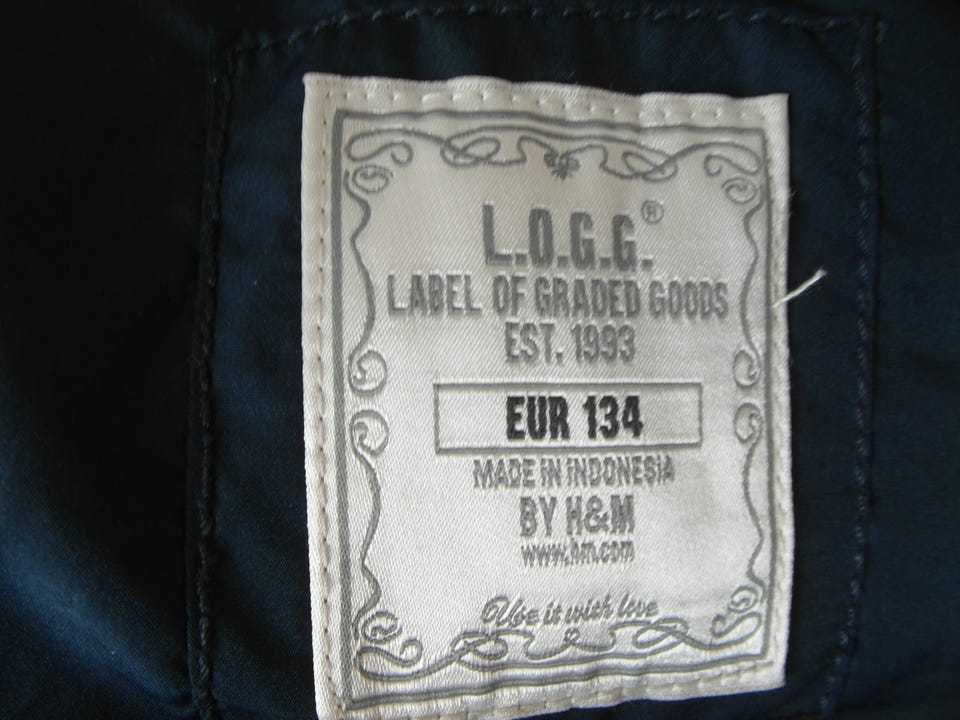 L.O.G.G.®
LABEL OF GRADED GOODS
EST. 1993
EUR 134
MADE IN INDONESIA
BY H&M
www.hm.com
Use it with love